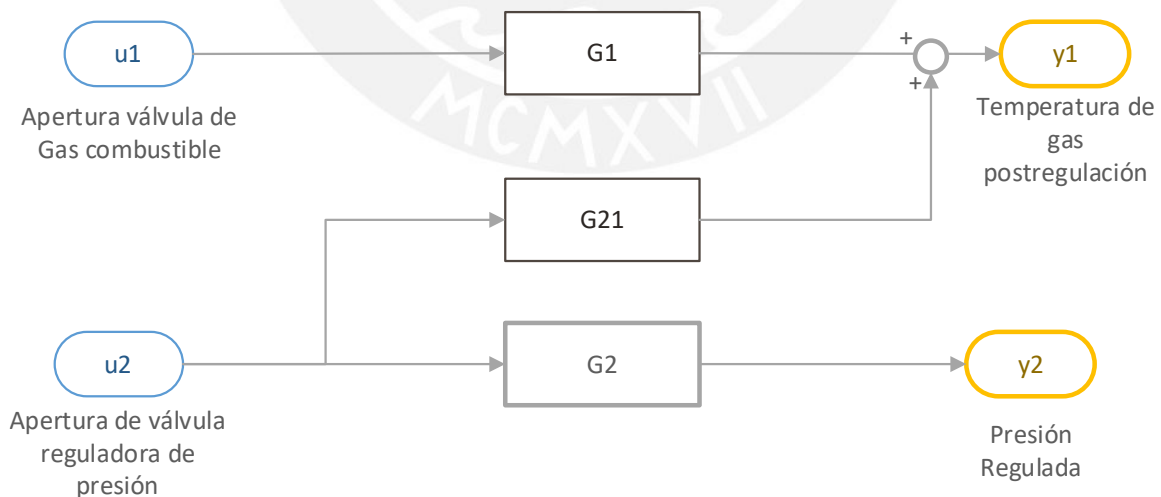 u1
Apertura válvula de
Gas combustible
G1
+
+
y1
Temperatura de
gas
postregulación
MCMXVII
G21
u2
Apertura de válvula
reguladora de
presión
G2
y2
Presión
Regulada